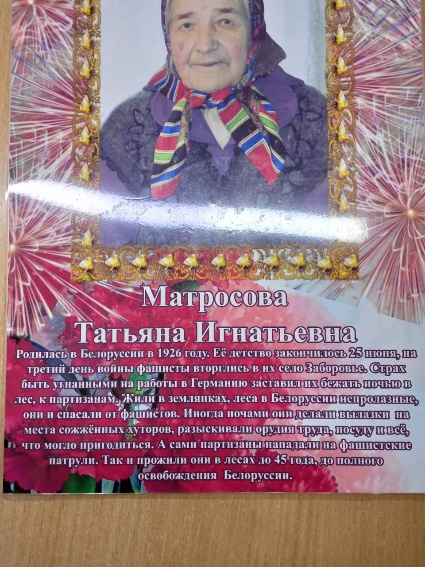 Матросова
Татьяна Игнатьевна
Родилась в Белоруссии в 1926 году. Её детство закончилось 25 июня, на
третий день войны фашисты вторглись в их село Заборовье. Страх
быть угнанными на работы в Германию заставил их бежать ночью в
лес, к партизанам. Жили в землянках, леса в Белоруссии непролазные,
они и спасали от фашистов. Иногда ночами они делали вылазки на
места сожжённых хуторов, разыскивали орудия труда, посуду и всё,
что могло пригодиться. А сами партизаны нападали на фашистские
патрули. Так и прожили они в лесах до 45 года, до полного
освобождения Белоруссии.